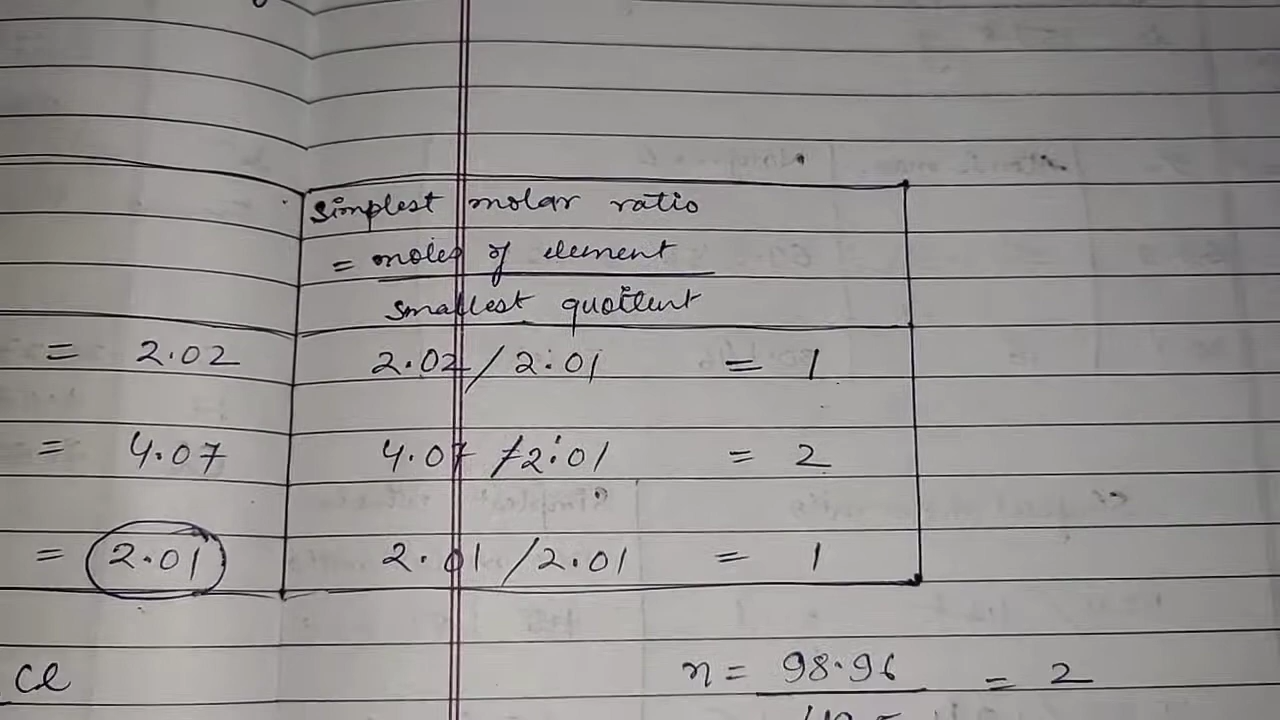 simplest molar ratio
= moles of element
smallest quotient
= 2.02 2.02 / 2.01 = 1
= 4.07 4.07 / 2.01 = 2
= 2.01 2.01 / 2.01 = 1
Cl n = 98.96 = 2